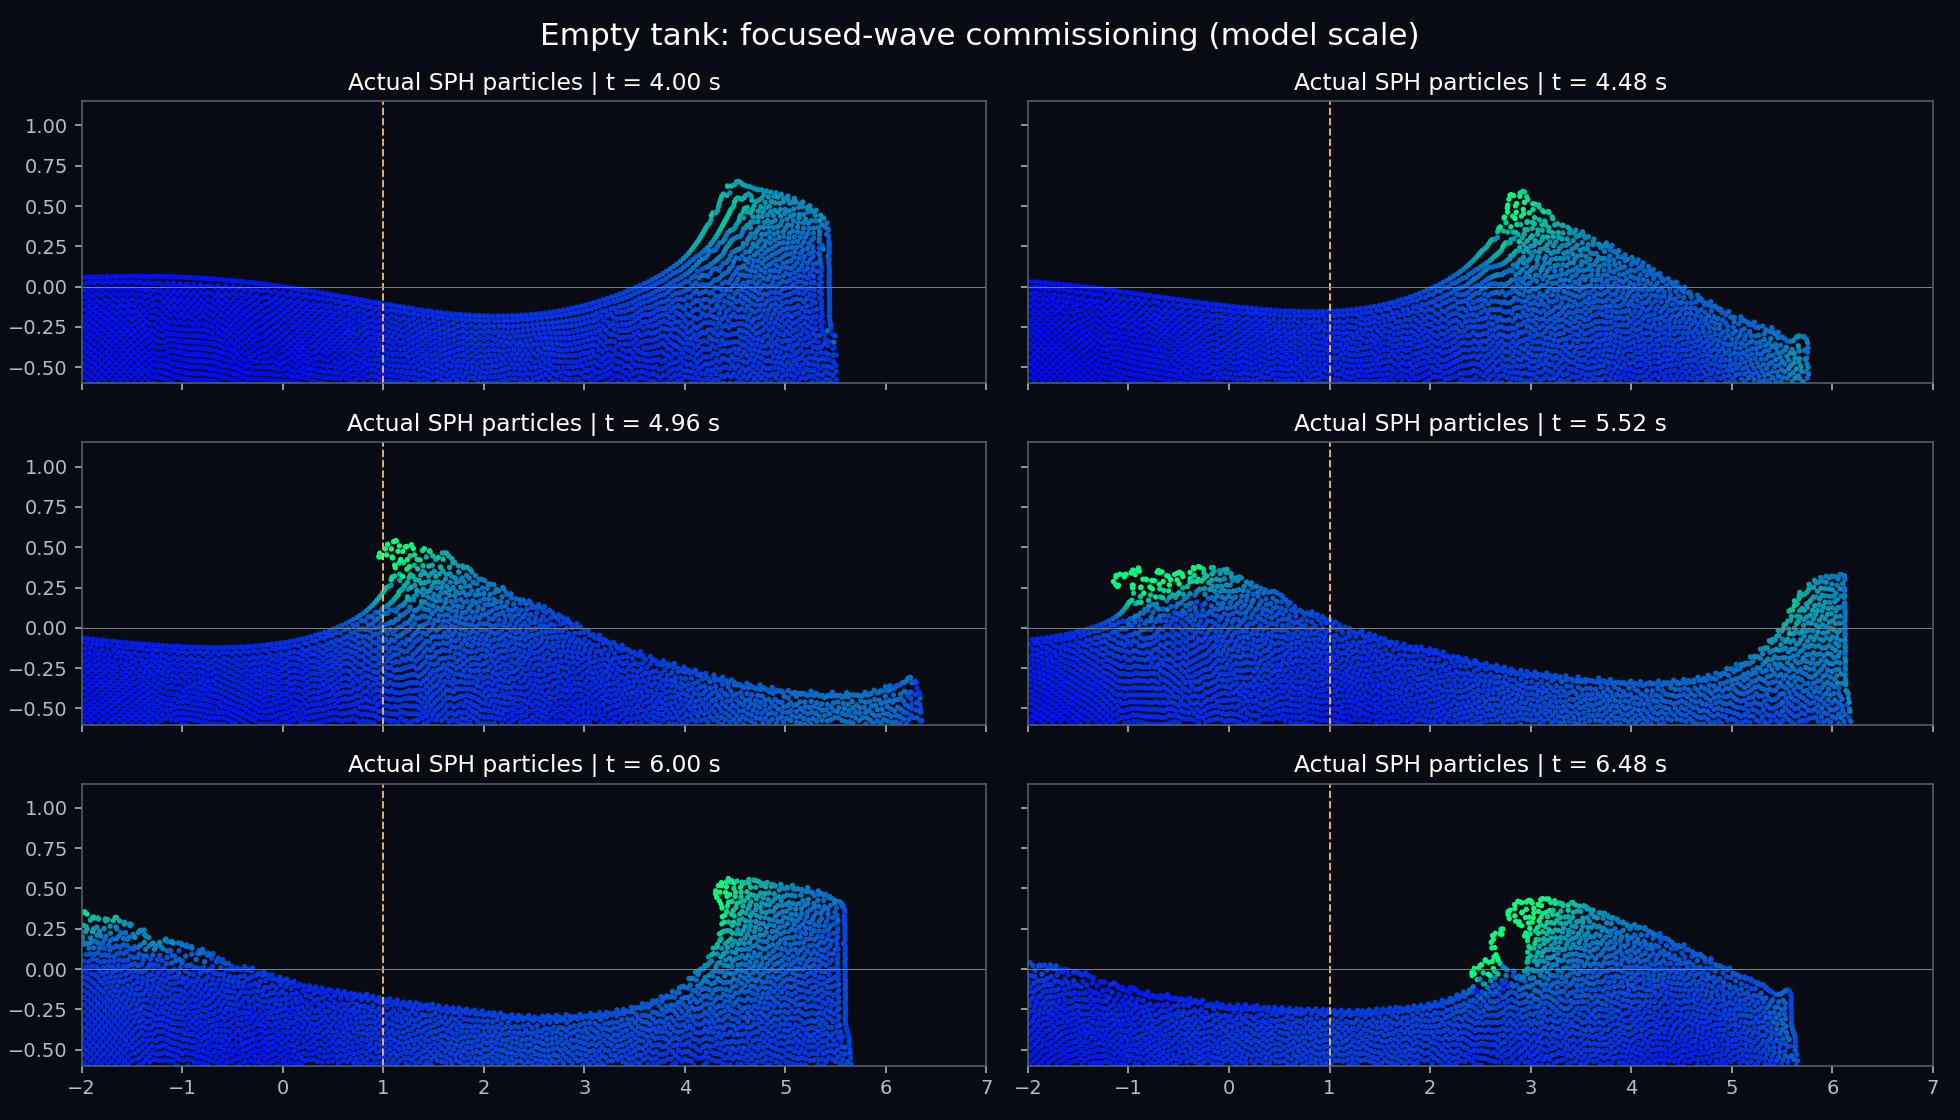 Empty tank: focused-wave commissioning (model scale)
Actual SPH particles | t = 4.00 s
Actual SPH particles | t = 4.48 s
1.00
0.75
0.50
0.25
0.00
−0.25
−0.50
Actual SPH particles | t = 4.96 s
Actual SPH particles | t = 5.52 s
1.00
0.75
0.50
0.25
0.00
−0.25
−0.50
Actual SPH particles | t = 6.00 s
Actual SPH particles | t = 6.48 s
1.00
0.75
0.50
0.25
0.00
−0.25
−0.50
−2 −1 0 1 2 3 4 5 6 7
−2 −1 0 1 2 3 4 5 6 7